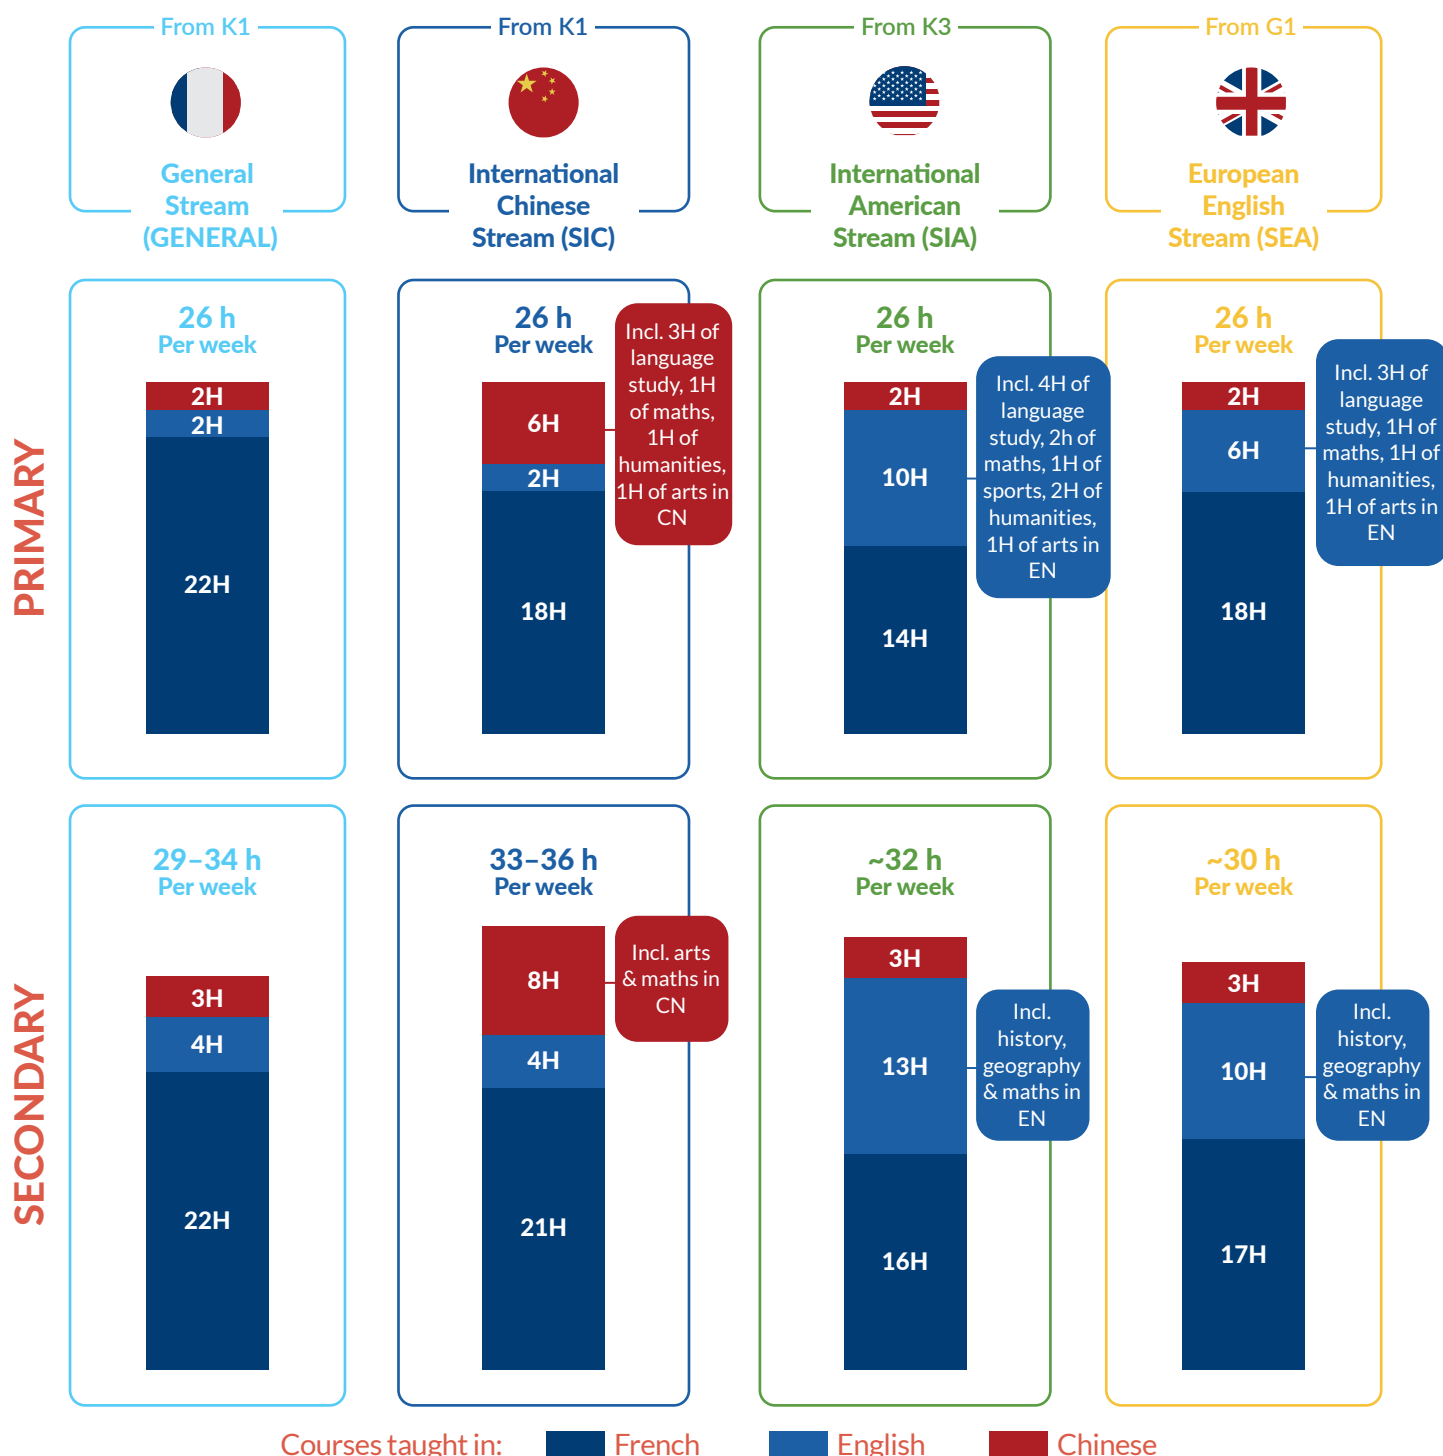 From K1
General
Stream
(GENERAL)
From K1
International
Chinese
Stream (SIC)
From K3
International
American
Stream (SIA)
From G1
European
English
Stream (SEA)
PRIMARY
26 h
Per week
2H
2H
22H
26 h
Per week
6H
2H
18H
Incl. 3H of
language
study, 1H
of maths,
1H of
humanities,
1H of arts in
CN
26 h
Per week
2H
10H
14H
Incl. 4H of
language
study, 2h of
maths, 1H of
sports, 2H of
humanities,
1H of arts in
EN
26 h
Per week
2H
6H
18H
Incl. 3H of
language
study, 1H of
maths, 1H of
humanities,
1H of arts in
EN
SECONDARY
29–34 h
Per week
3H
4H
22H
33–36 h
Per week
8H
4H
21H
Incl. arts
& maths in
CN
~32 h
Per week
3H
13H
16H
Incl.
history,
geography
& maths in
EN
~30 h
Per week
3H
10H
17H
Incl.
history,
geography
& maths in
EN
Courses taught in: French English Chinese